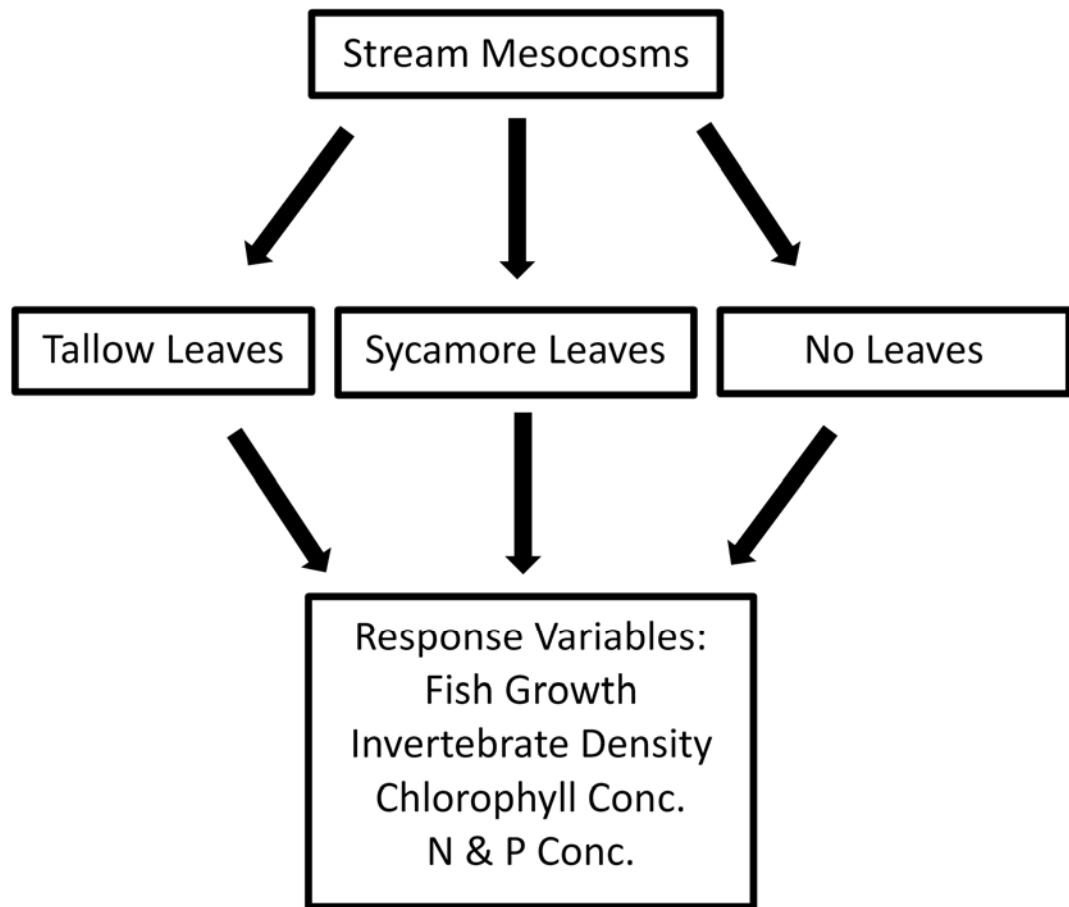 Stream Mesocosms
Tallow Leaves
Sycamore Leaves
No Leaves
Response Variables:
Fish Growth
Invertebrate Density
Chlorophyll Conc.
N & P Conc.